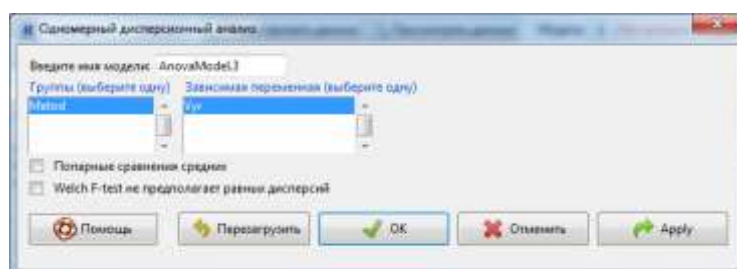 Одномерный дисперсионный анализ
Введите имя модели: AnovaModel.3
Группы (выберите одну) Зависимая переменная (выберите одну)
Metod Vyr
Попарные сравнения средних
Welch F-test не предполагает равных дисперсий
Помощь Перезагрузить OK Отменить Apply